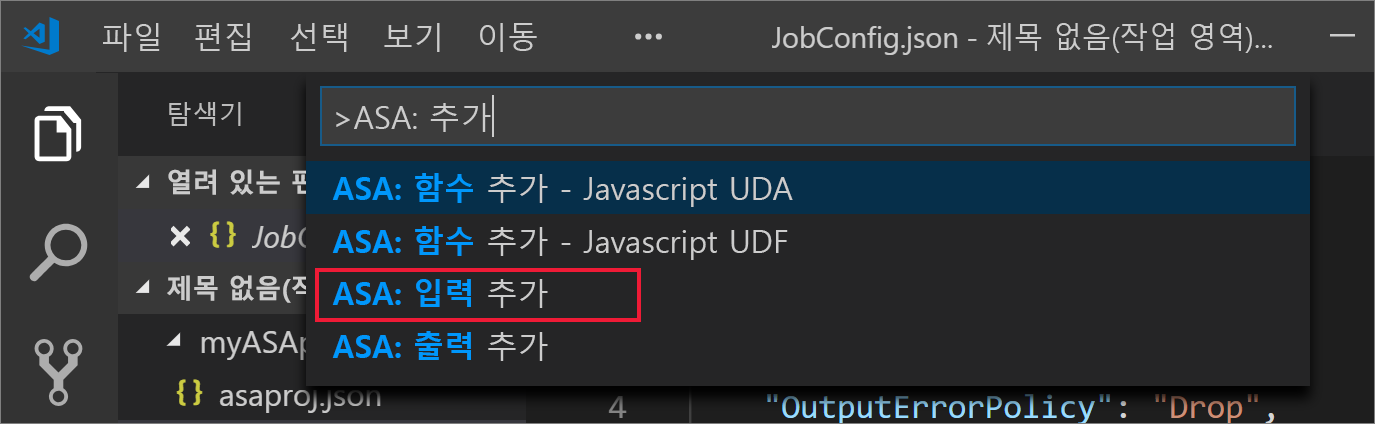 파일 편집 선택 보기 이동 ••• JobConfig.json - 제목 없음(작업 영역)...
탐색기
>ASA: 추가
열려 있는
ASA: 함수 추가 - Javascript UDA
{}
ASA: 함수 추가 - Javascript UDF
제목 없음(
ASA: 입력 추가
myASAp
ASA: 출력 추가
{} asaproj.json
4 "OutputErrorPolicy": "Drop",